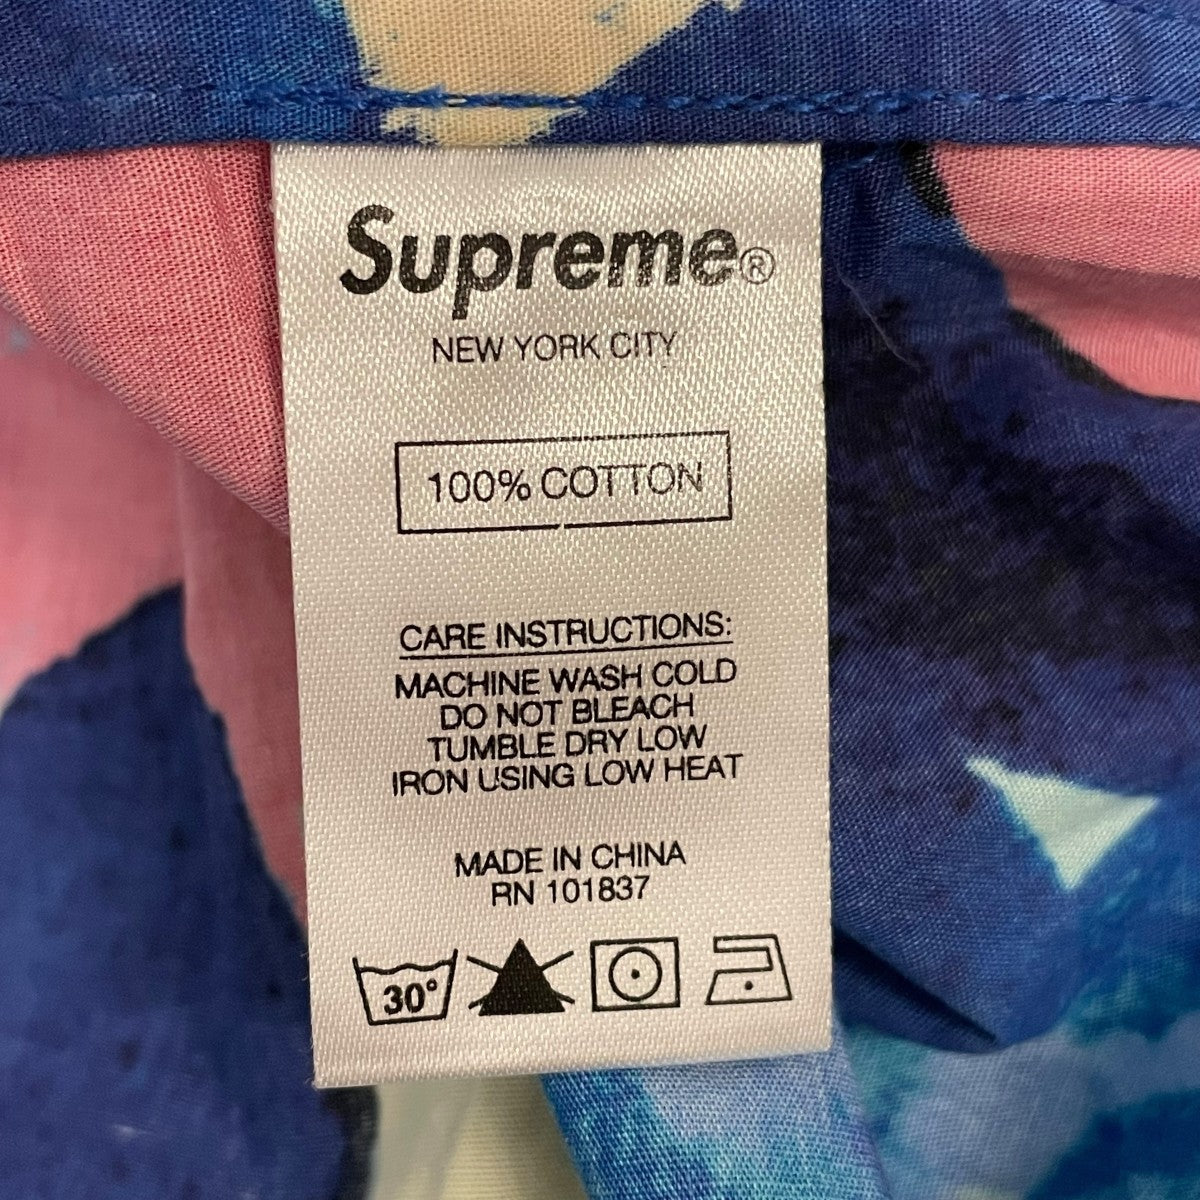 Supreme®
NEW YORK CITY
100% COTTON
CARE INSTRUCTIONS:
MACHINE WASH COLD
DO NOT BLEACH
TUMBLE DRY LOW
IRON USING LOW HEAT
MADE IN CHINA
RN 101837
30°